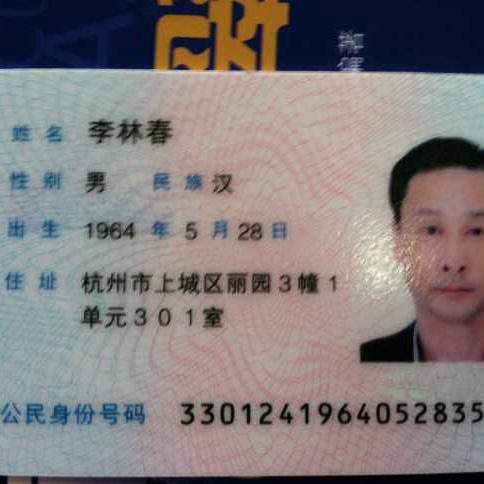 姓名 李林春
性别 男 民族 汉
出生 1964 年 5 月 28 日
住址 杭州市上城区丽园3幢1
单元301室
公民身份号码 3301241964052835